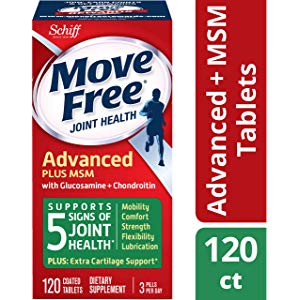 Schiff
Move
Free
JOINT HEALTH
Advanced
PLUS MSM
with Glucosamine + Chondroitin
SUPPORTS
5 SIGNS OF
JOINT
HEALTH*
Mobility
Comfort
Strength
Flexibility
Lubrication
PLUS: Extra Cartilage Support*
120 COATED
TABLETS
DIETARY
SUPPLEMENT
3 PILLS
PER DAY
Advanced + MSM
Tablets
120
ct